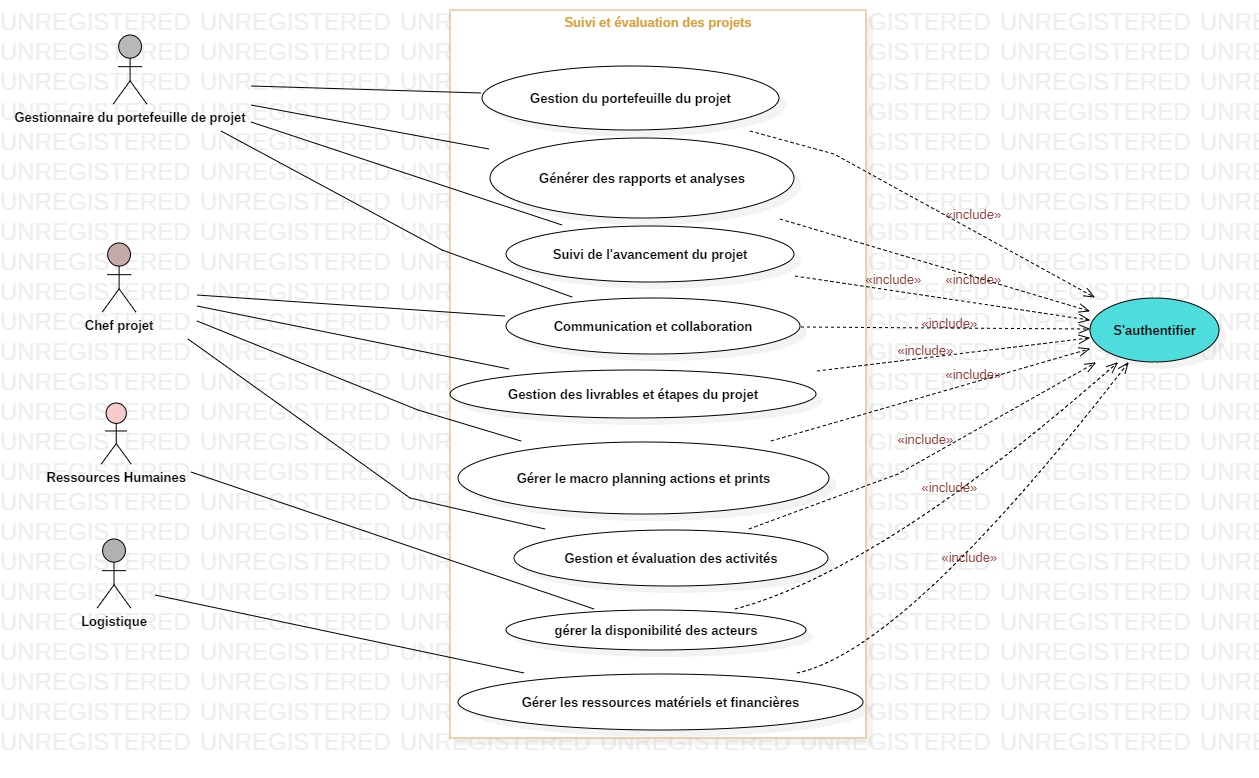 Suivi et évaluation des projets
Gestionnaire du portefeuille de projet
Chef projet
Ressources Humaines
Logistique
Gestion du portefeuille du projet
Générer des rapports et analyses
Suivi de l'avancement du projet
Communication et collaboration
Gestion des livrables et étapes du projet
Gérer le macro planning actions et prints
Gestion et évaluation des activités
gérer la disponibilité des acteurs
Gérer les ressources matériels et financières
«include»
«include»
«include»
«include»
«include»
«include»
«include»
«include»
«include»
S'authentifier
UNREGISTERED